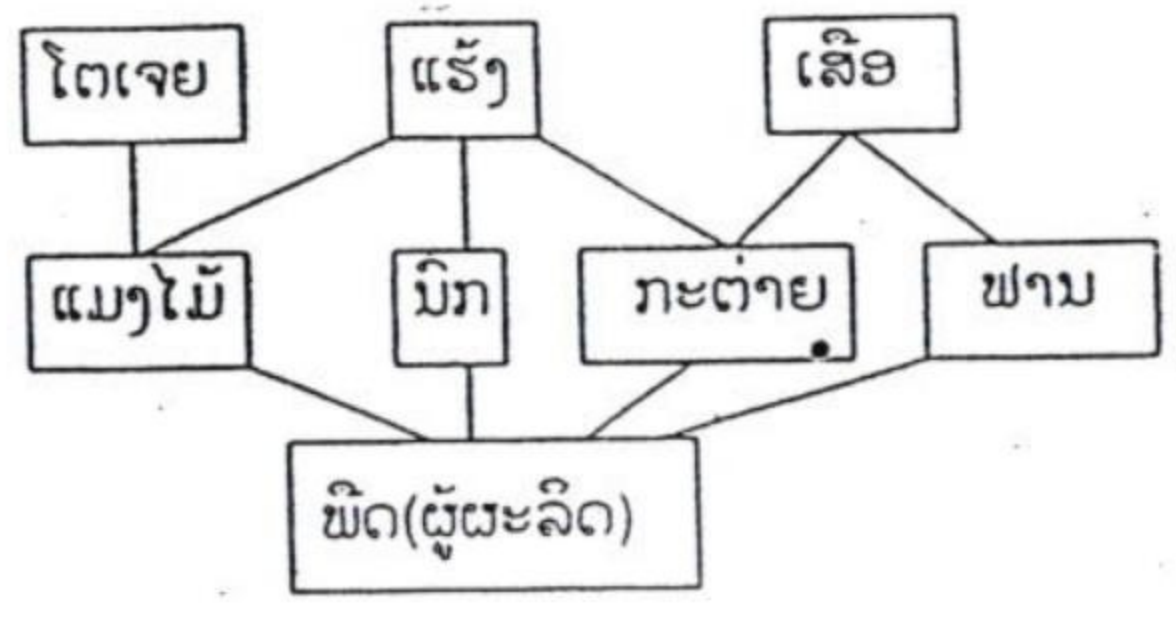 ໂຕເຈຍ
ແຮ້ງ
ເສືອ
ແມງໄມ້
ນົກ
ກະຕ່າຍ
ຟານ
ພືດ(ຜູ້ຜະລິດ)